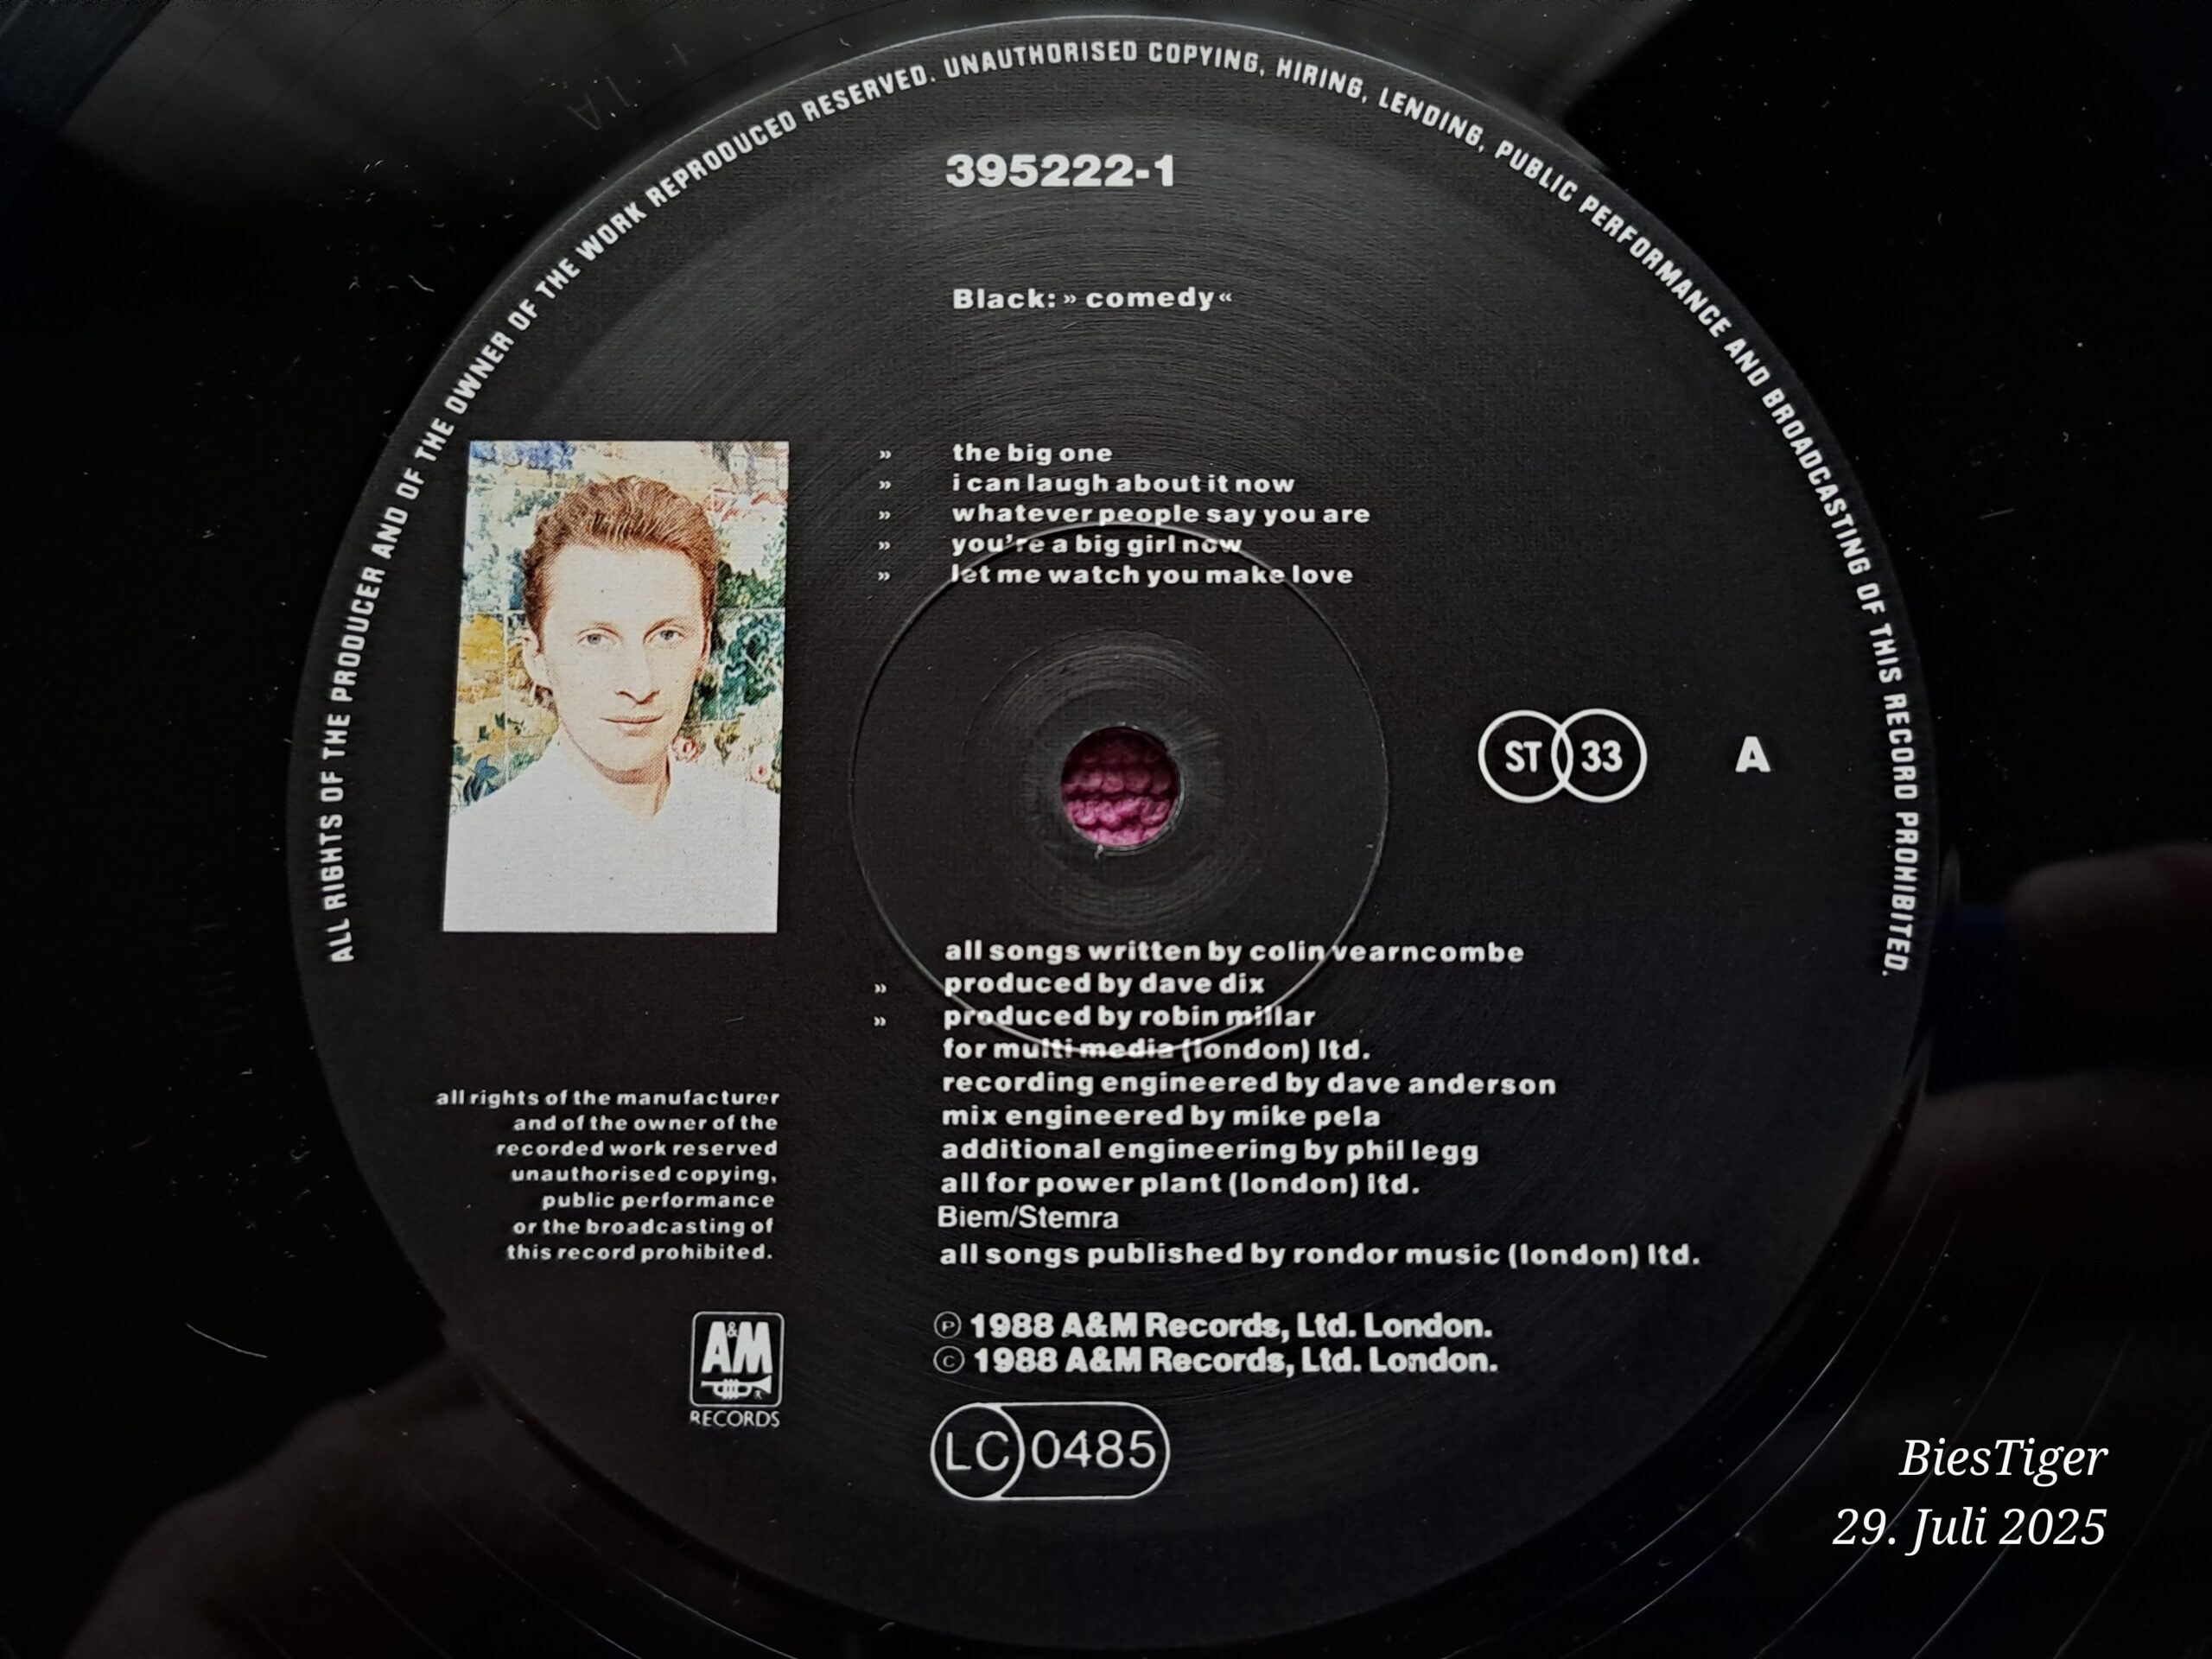 ALL RIGHTS OF THE PRODUCER AND OF THE OWNER OF THE WORK REPRODUCED RESERVED. UNAUTHORISED COPYING, HIRING, LENDING, PUBLIC PERFORMANCE AND BROADCASTING OF THIS RECORD PROHIBITED.
395222-1
Black: » comedy «
» the big one
» i can laugh about it now
» whatever people say you are
» you're a big girl now
» let me watch you make love
ST 33
A
all songs written by colin vearncombe
» produced by dave dix
» produced by robin millar
for multi media (london) ltd.
recording engineered by dave anderson
mix engineered by mike pela
additional engineering by phil legg
all for power plant (london) ltd.
Biem/Stemra
all songs published by rondor music (london) ltd.
all rights of the manufacturer
and of the owner of the
recorded work reserved
unauthorised copying,
public performance
or the broadcasting of
this record prohibited.
A&M
RECORDS
Ⓟ 1988 A&M Records, Ltd. London.
© 1988 A&M Records, Ltd. London.
LC 0485
BiesTiger
29. Juli 2025